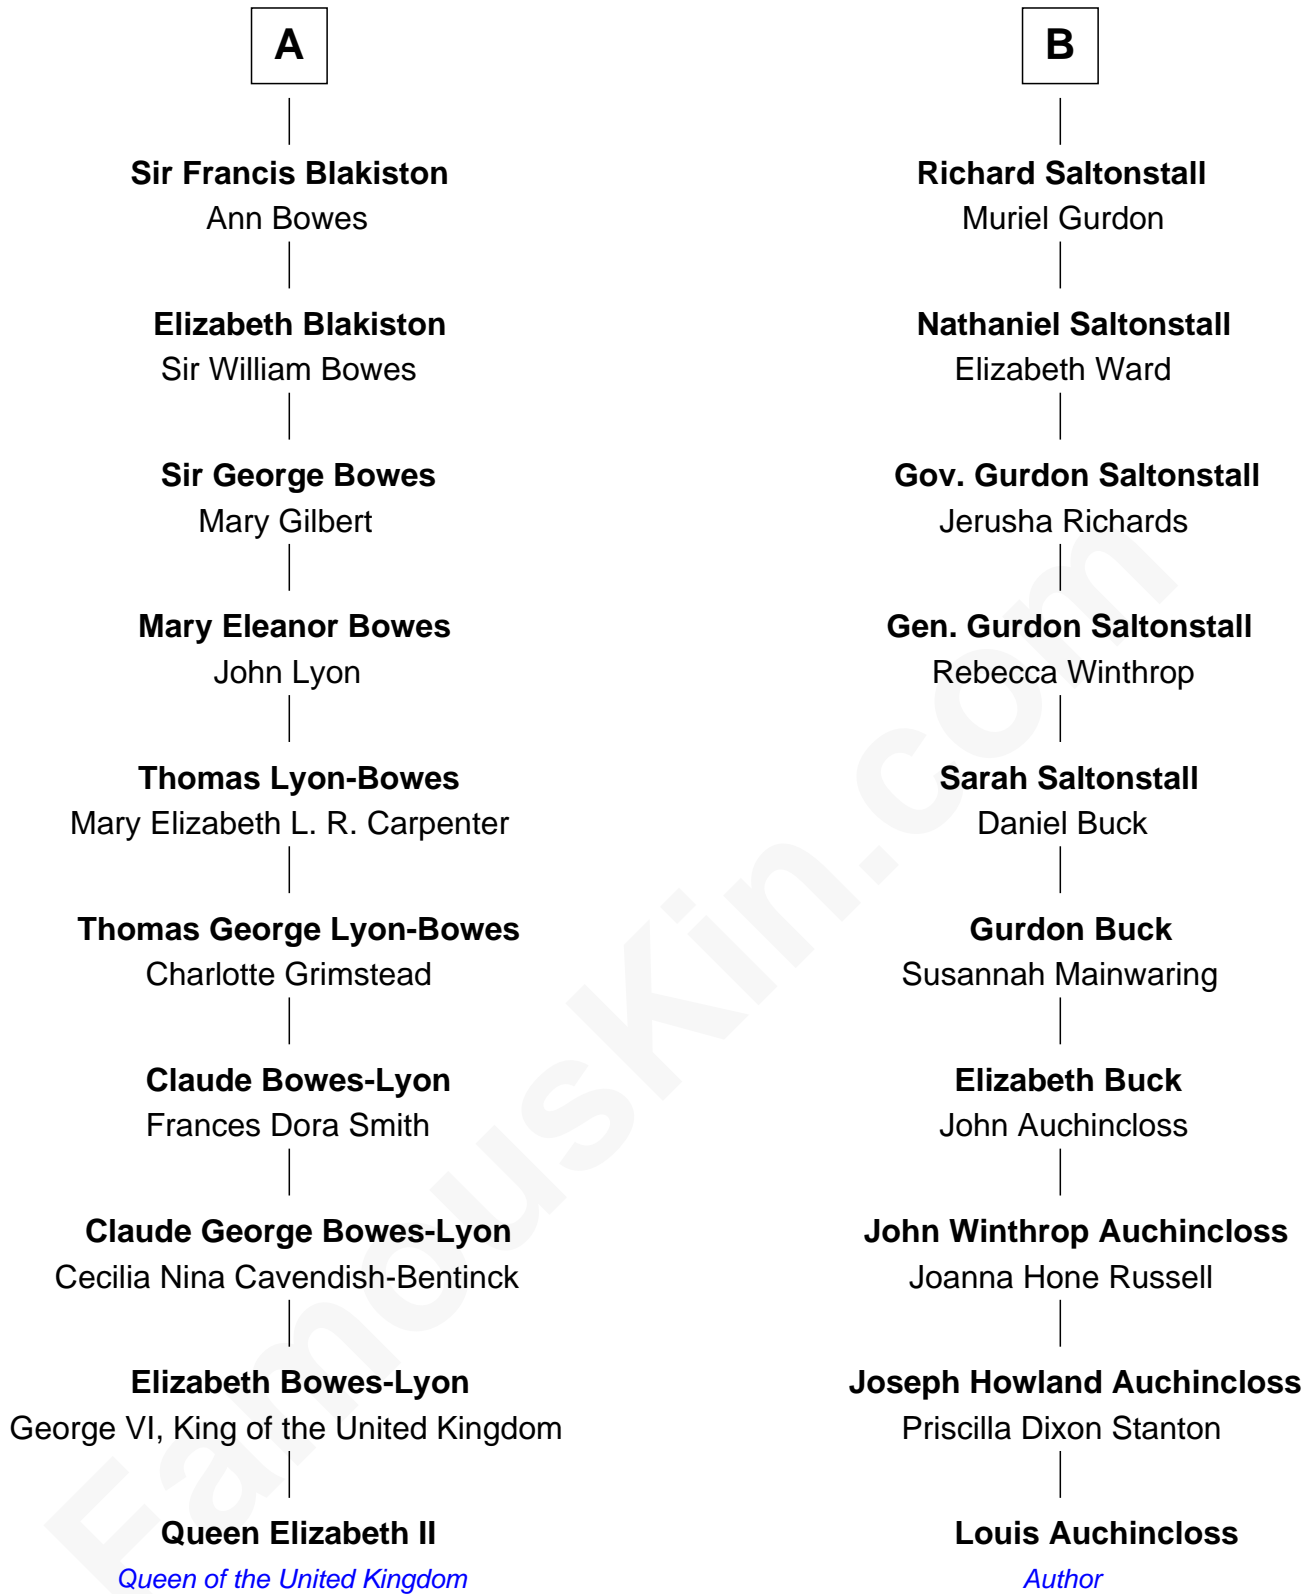 A
Sir Francis Blakiston
Ann Bowes
Elizabeth Blakiston
Sir William Bowes
Sir George Bowes
Mary Gilbert
Mary Eleanor Bowes
John Lyon
Thomas Lyon-Bowes
Mary Elizabeth L. R. Carpenter
Thomas George Lyon-Bowes
Charlotte Grimstead
Claude Bowes-Lyon
Frances Dora Smith
Claude George Bowes-Lyon
Cecilia Nina Cavendish-Bentinck
Elizabeth Bowes-Lyon
George VI, King of the United Kingdom
Queen Elizabeth II
Queen of the United Kingdom
B
Richard Saltonstall
Muriel Gurdon
Nathaniel Saltonstall
Elizabeth Ward
Gov. Gurdon Saltonstall
Jerusha Richards
Gen. Gurdon Saltonstall
Rebecca Winthrop
Sarah Saltonstall
Daniel Buck
Gurdon Buck
Susannah Mainwaring
Elizabeth Buck
John Auchincloss
John Winthrop Auchincloss
Joanna Hone Russell
Joseph Howland Auchincloss
Priscilla Dixon Stanton
Louis Auchincloss
Author
FamousKin.com